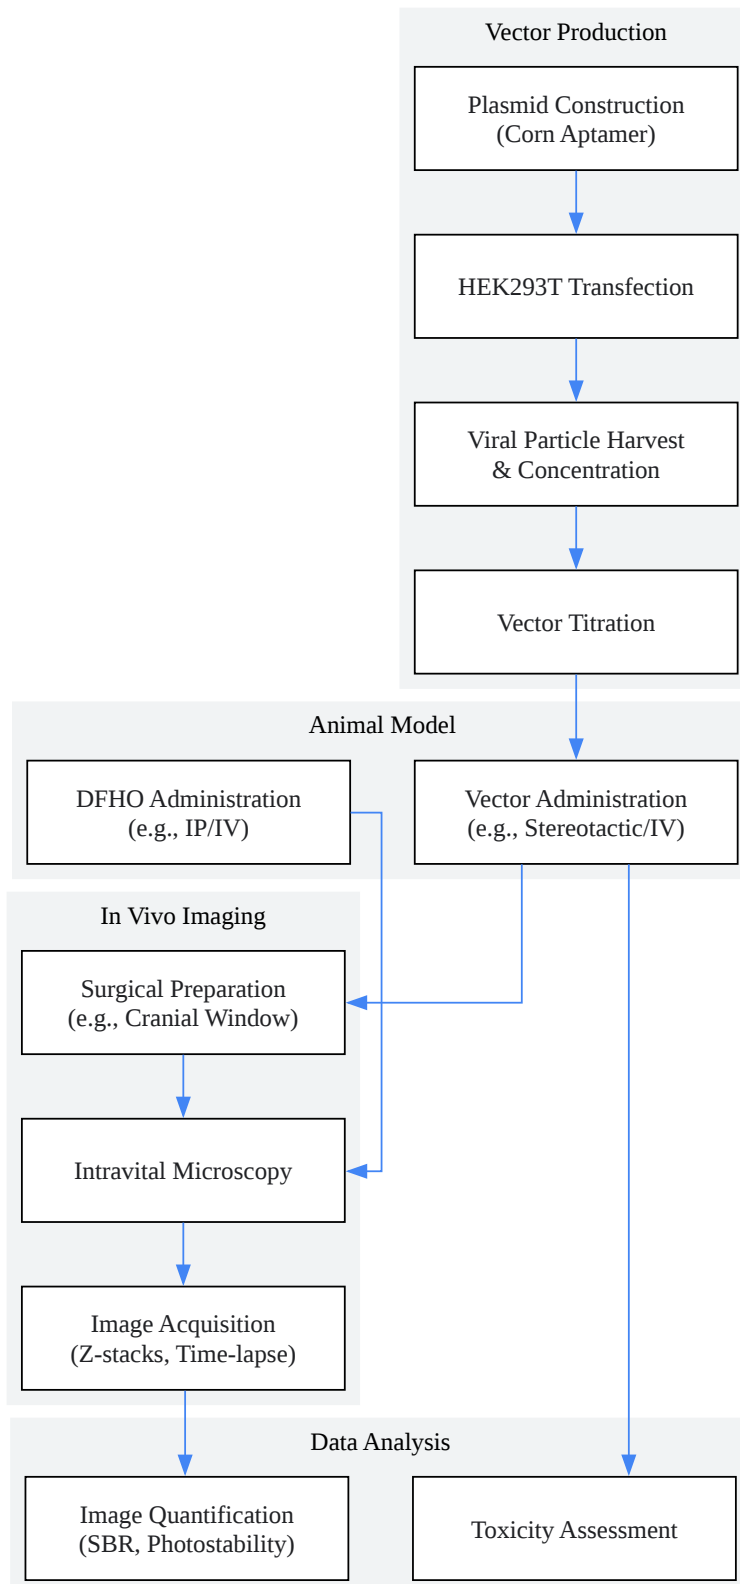 Vector Production
Plasmid Construction
(Corn Aptamer)
HEK293T Transfection
Viral Particle Harvest
& Concentration
Vector Titration
Animal Model
DFHO Administration
(e.g., IP/IV)
Vector Administration
(e.g., Stereotactic/IV)
In Vivo Imaging
Surgical Preparation
(e.g., Cranial Window)
Intravital Microscopy
Image Acquisition
(Z-stacks, Time-lapse)
Data Analysis
Image Quantification
(SBR, Photostability)
Toxicity Assessment